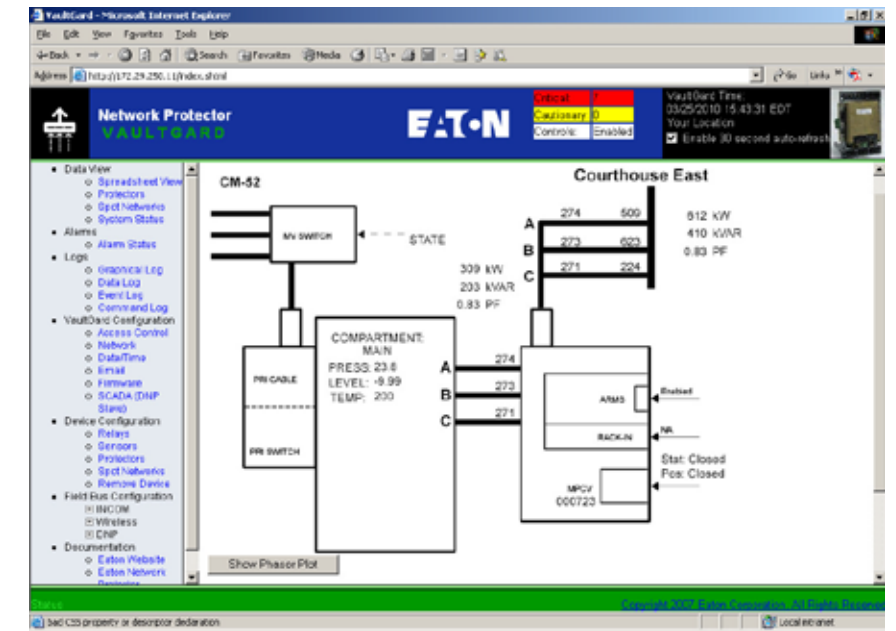 VaultGard - Microsoft Internet Explorer
File Edit View Favorites Tools Help
Back Search Favorites Media
Address http://172.29.250.11/index.shtml Go Links »
Network Protector
VAULTGARD
EATON
Critical 7
Cautionary 0
Controls: Enabled
VaultGard Time:
03/25/2010 15:43:31 EDT
Your Location
Enable 30 second auto-refresh
Data View
Spreadsheet View
Protectors
Spot Networks
System Status
Alarms
Alarm Status
Logs
Graphical Log
Data Log
Event Log
Command Log
VaultGard Configuration
Access Control
Network
Date/Time
Email
Firmware
SCADA (DNP
Slave)
Device Configuration
Relays
Sensors
Protectors
Spot Networks
Remove Device
Field Bus Configuration
INCOM
Wireless
DNP
Documentation
Eaton Website
Eaton Network
CM-52
Courthouse East
MV SWITCH
STATE
A 274 509
B 273 623
C 271 224
612 kW
410 kVAR
0.83 PF
309 kW
203 kVAR
0.83 PF
COMPARTMENT:
MAIN
PRESS: 23.6
LEVEL: -9.99
TEMP: 200
A 274
B 273
C 271
PRI CABLE
PRI SWITCH
ARMS
Enabled
RACK-IN
NA
Stat: Closed
Pos: Closed
MPCV
000723
Show Phasor Plot
Status
Copyright 2007 Eaton Corporation. All Rights Reserved
bad CSS property or descriptor declaration
Local intranet